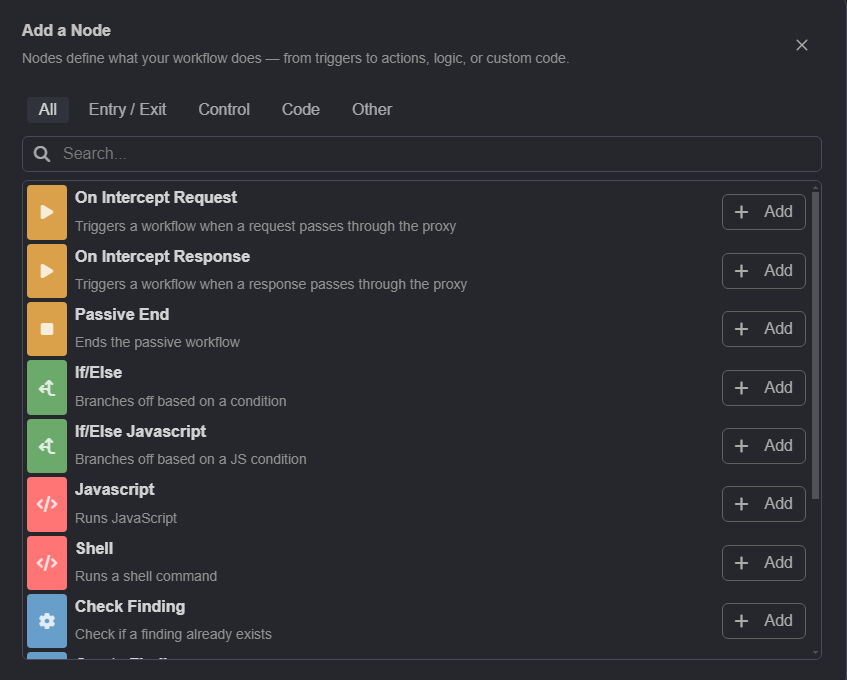 Add a Node
Nodes define what your workflow does — from triggers to actions, logic, or custom code.
All
Entry / Exit
Control
Code
Other
Search...
On Intercept Request
Triggers a workflow when a request passes through the proxy
Add
On Intercept Response
Triggers a workflow when a response passes through the proxy
Add
Passive End
Ends the passive workflow
Add
If/Else
Branches off based on a condition
Add
If/Else Javascript
Branches off based on a JS condition
Add
Javascript
Runs JavaScript
Add
Shell
Runs a shell command
Add
Check Finding
Check if a finding already exists
Add